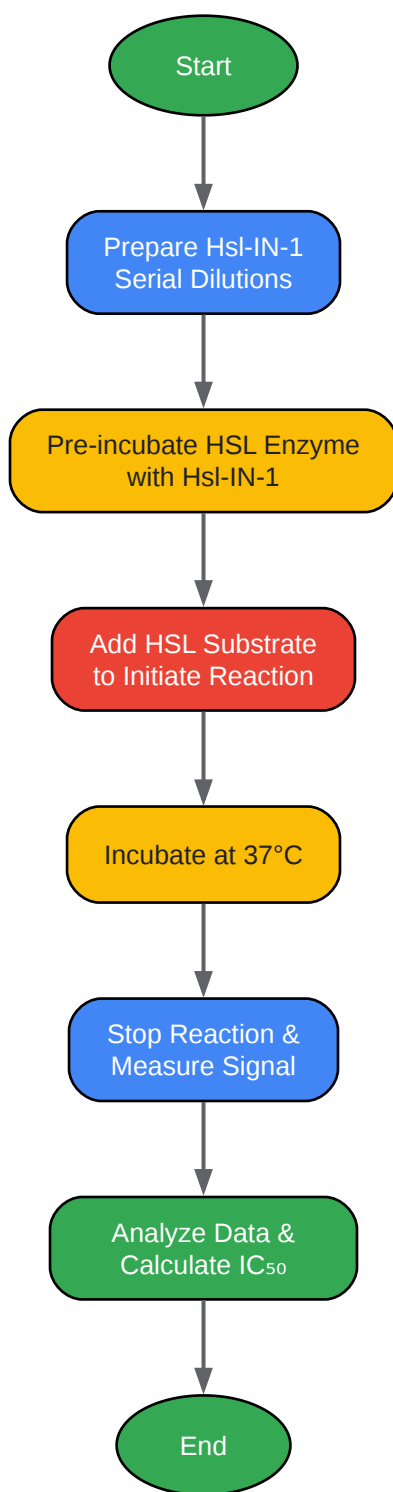 Start
Prepare Hsl-IN-1
Serial Dilutions
Pre-incubate HSL Enzyme
with Hsl-IN-1
Add HSL Substrate
to Initiate Reaction
Incubate at 37°C
Stop Reaction &
Measure Signal
Analyze Data &
Calculate IC₅₀
End